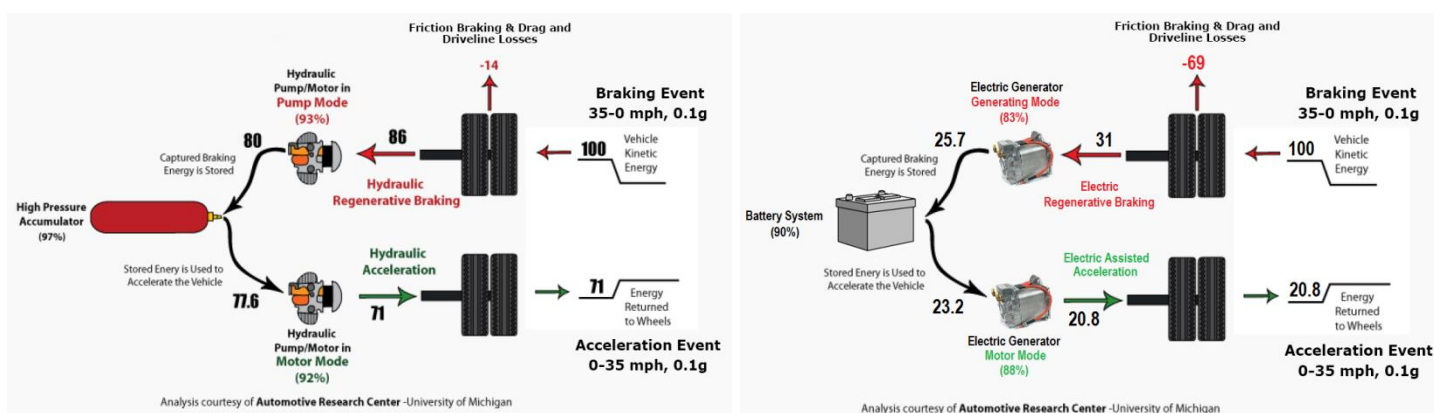 Friction Braking & Drag and
Driveline Losses
-14
Hydraulic
Pump/Motor in
Pump Mode
(93%)
Braking Event
35-0 mph, 0.1g
80
86
100
Vehicle
Kinetic
Energy
Captured Braking
Energy is Stored
Hydraulic
Regenerative Braking
High Pressure
Accumulator
(97%)
Hydraulic
Acceleration
Stored Enery is Used to
Accelerate the Vehicle
77.6
71
71
Energy
Returned
to Wheels
Hydraulic
Pump/Motor in
Motor Mode
(92%)
Acceleration Event
0-35 mph, 0.1g
Analysis courtesy of Automotive Research Center -University of Michigan
Friction Braking & Drag and
Driveline Losses
-69
Electric Generator
Generating Mode
(83%)
Braking Event
35-0 mph, 0.1g
25.7
31
100
Vehicle
Kinetic
Energy
Captured Braking
Energy is Stored
Electric
Regenerative Braking
Battery System
(90%)
Electric Assisted
Acceleration
Stored Enery is Used to
Accelerate the Vehicle
23.2
20.8
20.8
Energy
Returned
to Wheels
Electric Generator
Motor Mode
(88%)
Acceleration Event
0-35 mph, 0.1g
Analysis courtesy of Automotive Research Center -University of Michigan